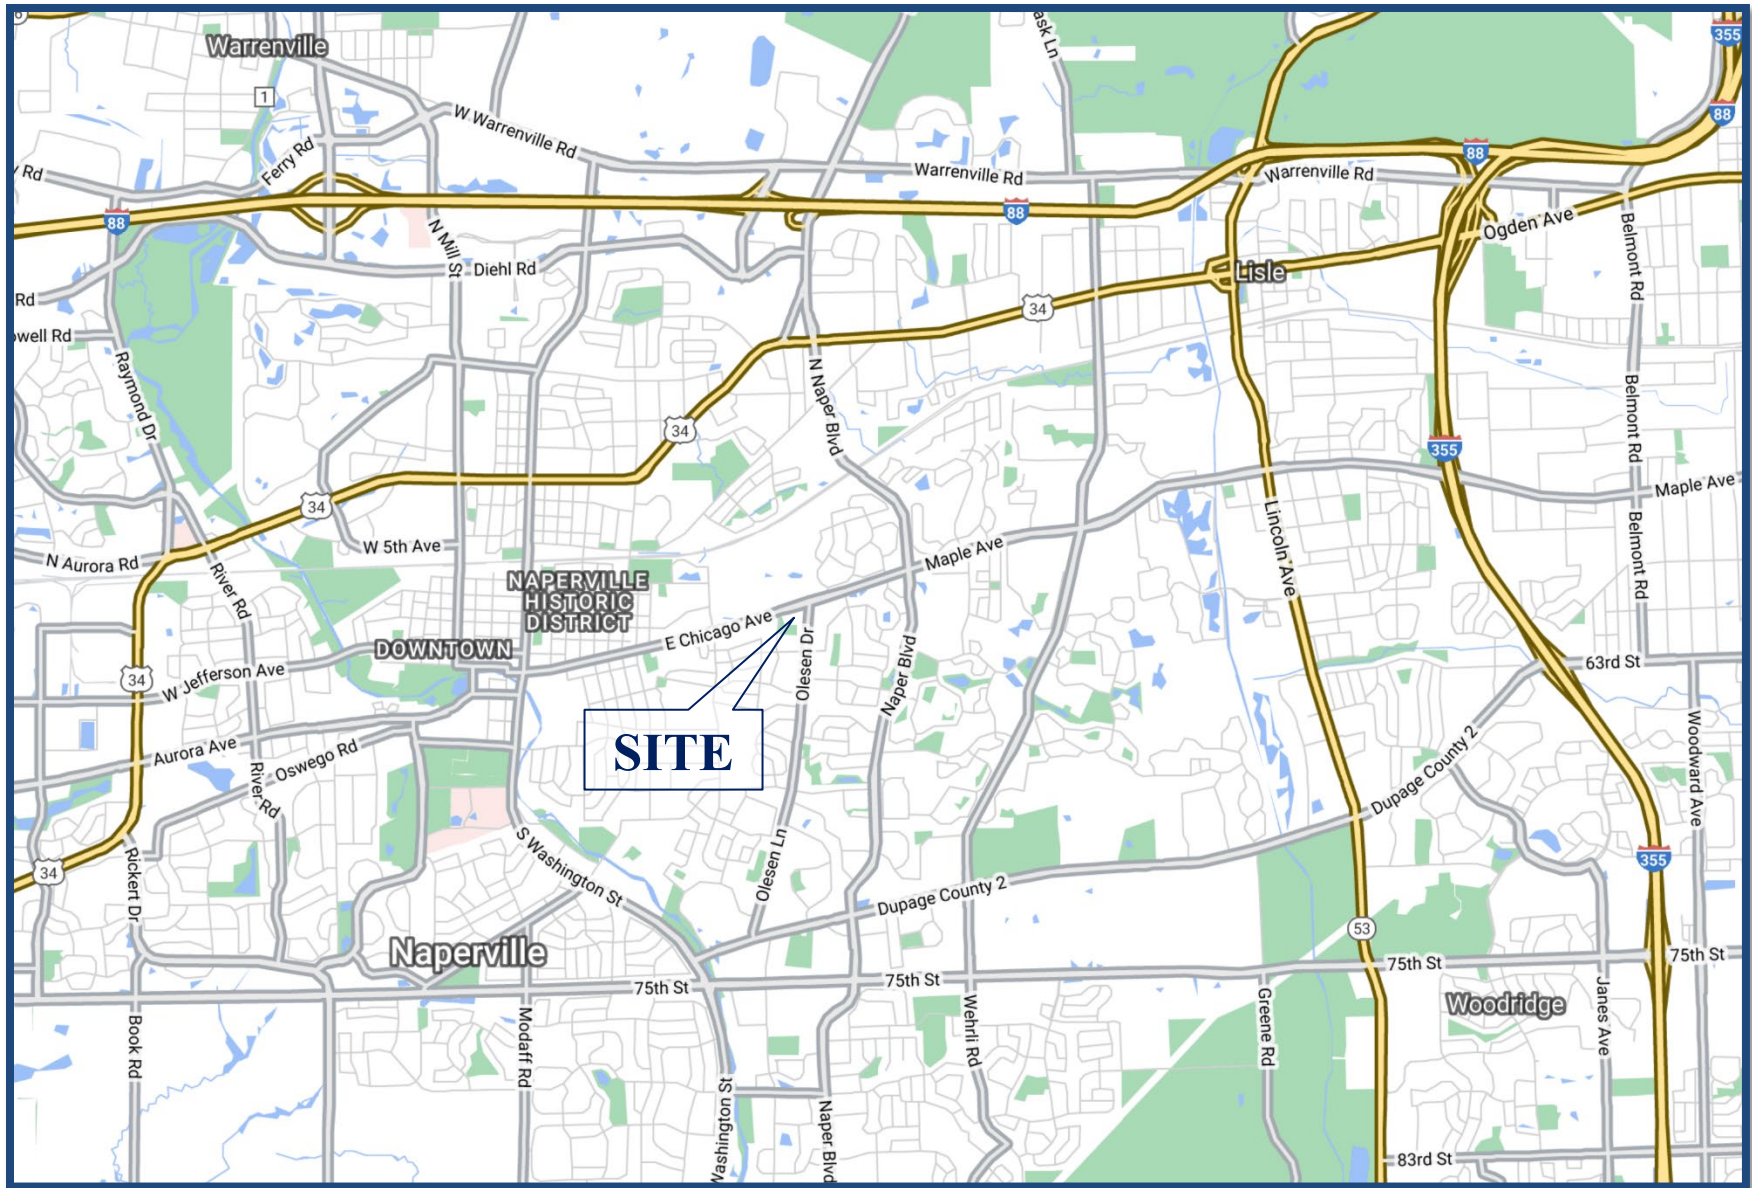 6
Warrenville
ask Ln
355
1
88
W Warrenville Rd
Ferry Rd
88
Warrenville Rd
Warrenville Rd
Rd
88
88
N Mill St
Diehl Rd
Ogden Ave
Belmont Rd
Lisle
Rd
34
owell Rd
Raymond Dr
N Naper Blvd
Belmont Rd
34
355
Maple Ave
34
Lincoln Ave
Belmont Rd
W 5th Ave
N Aurora Rd
Maple Ave
River Rd
NAPERVILLE
HISTORIC
DISTRICT
E Chicago Ave
DOWNTOWN
Olesen Dr
Naper Blvd
63rd St
34
W Jefferson Ave
SITE
Aurora Ave
Oswego Rd
River Rd
Dupage County 2
Woodward Ave
S Washington St
Olesen Ln
34
Rickert Dr
355
Dupage County 2
53
Naperville
75th St
75th St
75th St
75th St
Woodridge
Book Rd
Modaff Rd
Wehrli Rd
Greene Rd
Janes Ave
Washington St
Naper Blvd
83rd St